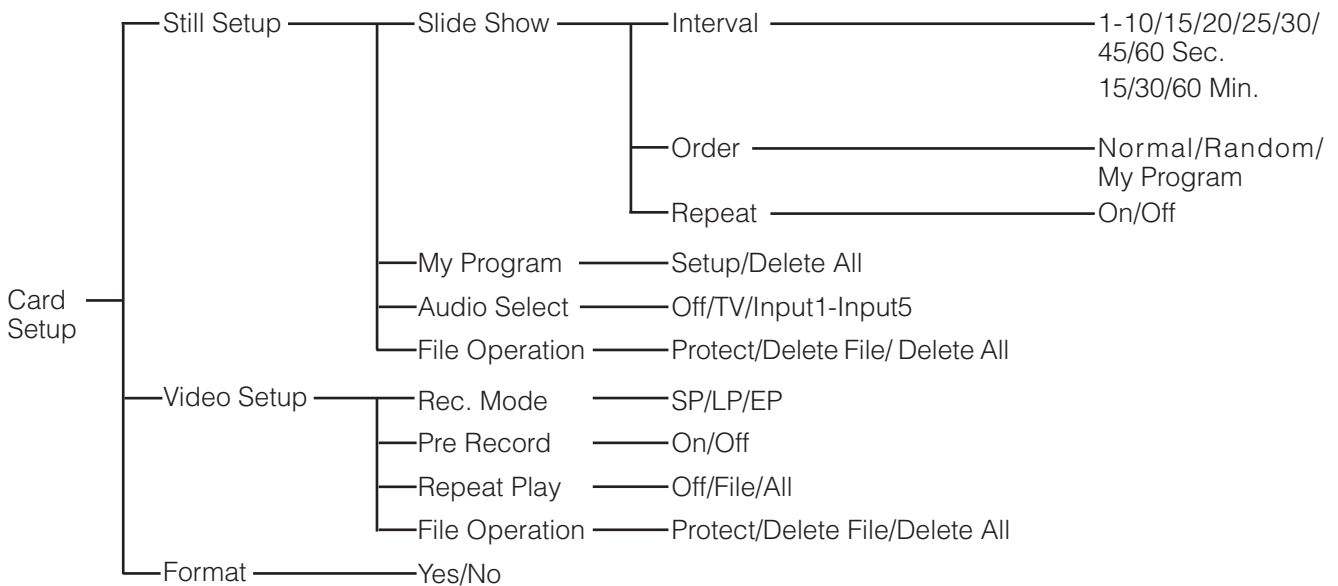 Still Setup Slide Show Interval 1-10/15/20/25/30/
45/60 Sec.
15/30/60 Min.
Order Normal/Random/
My Program
Repeat On/Off
My Program Setup/Delete All
Card
Setup
Audio Select Off/TV/Input1-Input5
File Operation Protect/Delete File/ Delete All
Video Setup Rec. Mode SP/LP/EP
Pre Record On/Off
Repeat Play Off/File/All
File Operation Protect/Delete File/Delete All
Format Yes/No